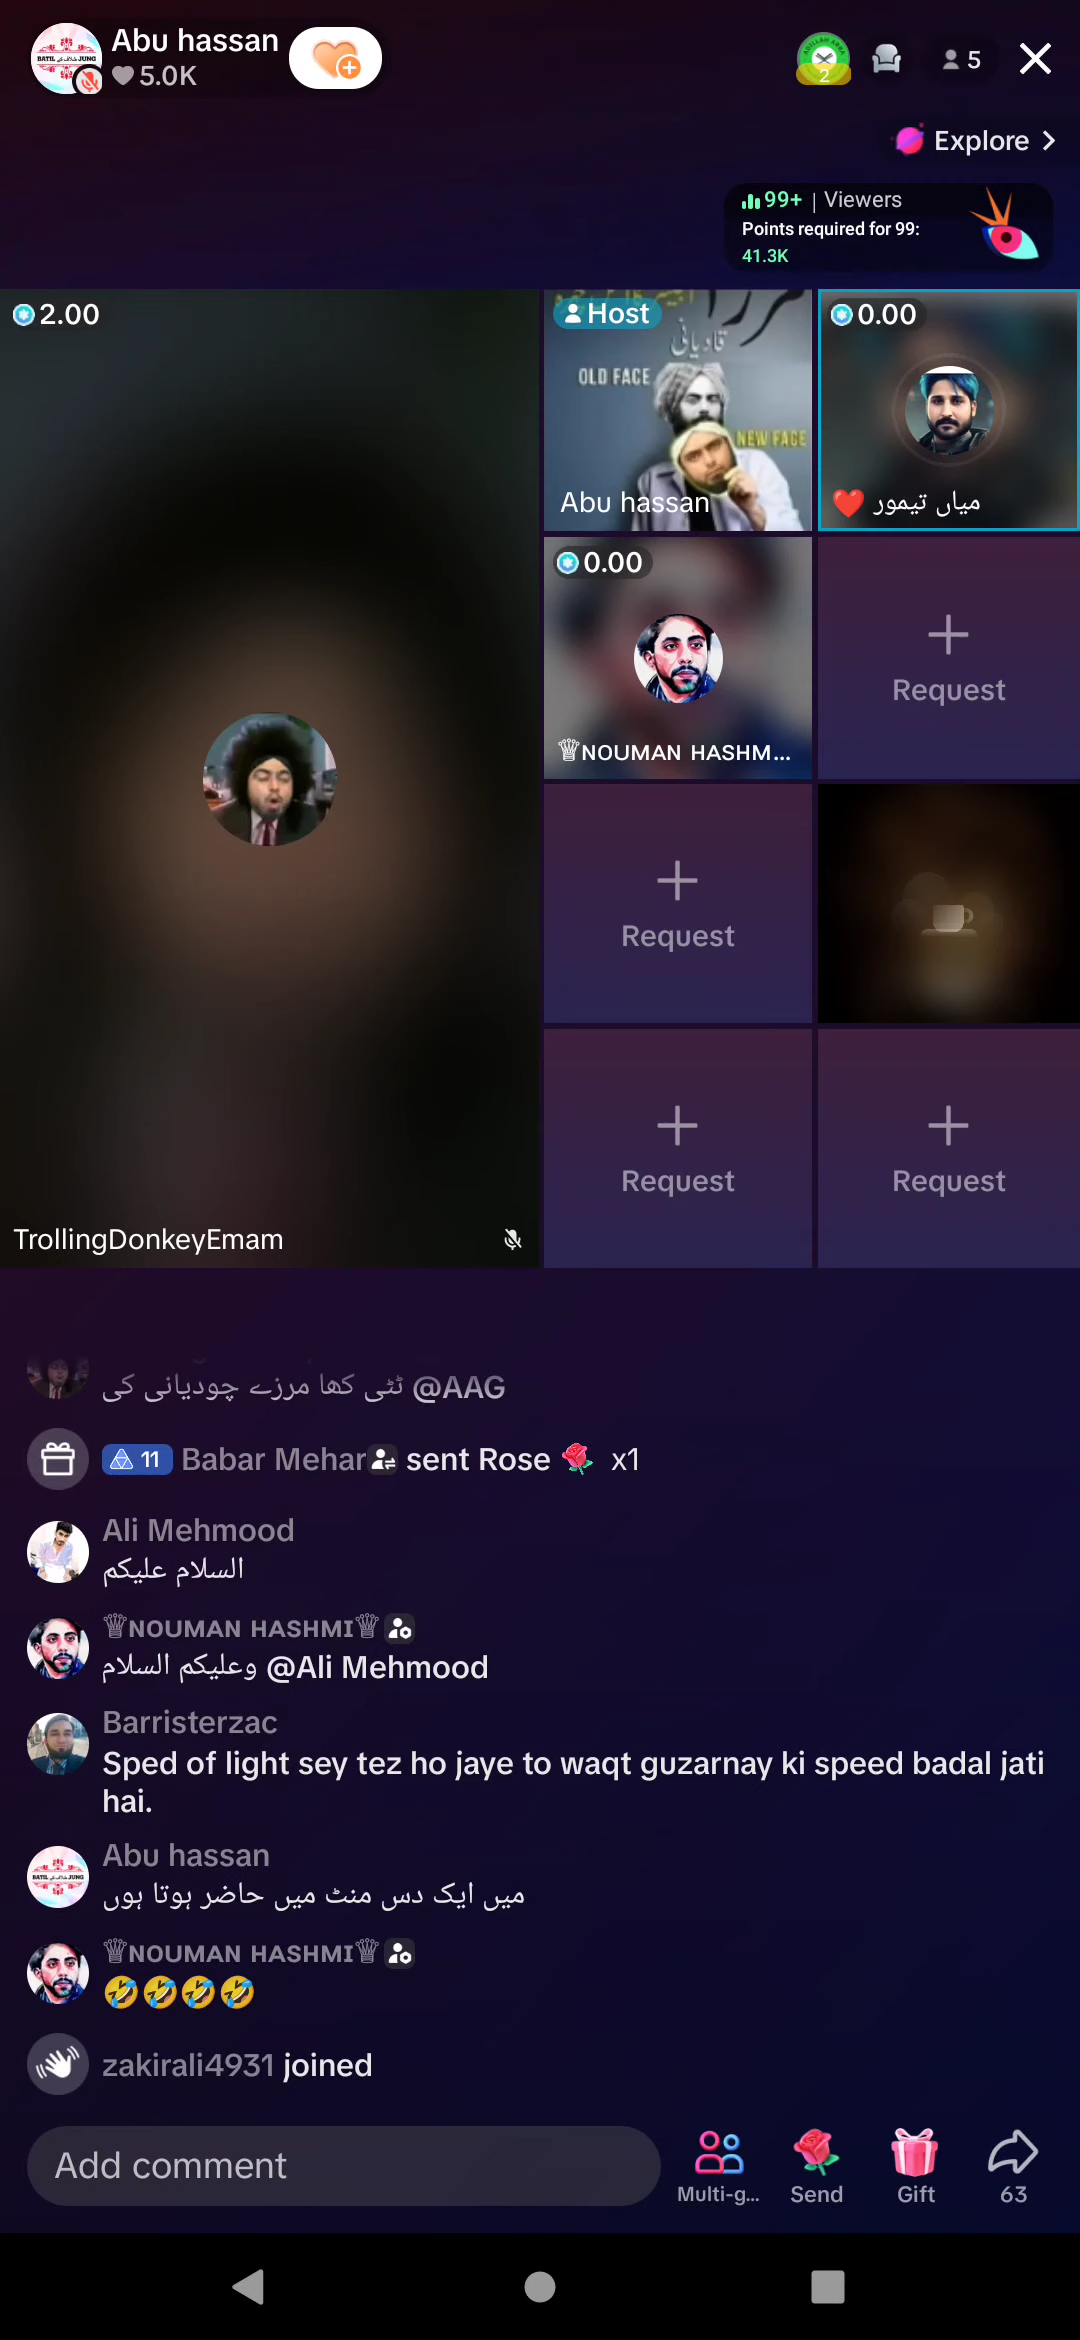 Abu hassan
5.0K
2
5
Explore
99+ | Viewers
Points required for 99:
41.3K
2.00
Host
قادیانی
OLD FACE
NEW FACE
Abu hassan
0.00
میاں تیمور ❤️
0.00
♕NOUMAN HASHM...
Request
Request
Request
Request
TrollingDonkeyEmam
ٹٹی کھا مرزے چودیانی کی @AAG
11 Babar Mehar sent Rose 🌹 x1
Ali Mehmood
السلام علیکم
♕NOUMAN HASHMI♕
وعلیکم السلام @Ali Mehmood
Barristerzac
Sped of light sey tez ho jaye to waqt guzarnay ki speed badal jati
hai.
Abu hassan
میں ایک دس منٹ میں حاضر ہوتا ہوں
♕NOUMAN HASHMI♕
🤣🤣🤣🤣
zakirali4931 joined
Add comment
Multi-g...
Send
Gift
63